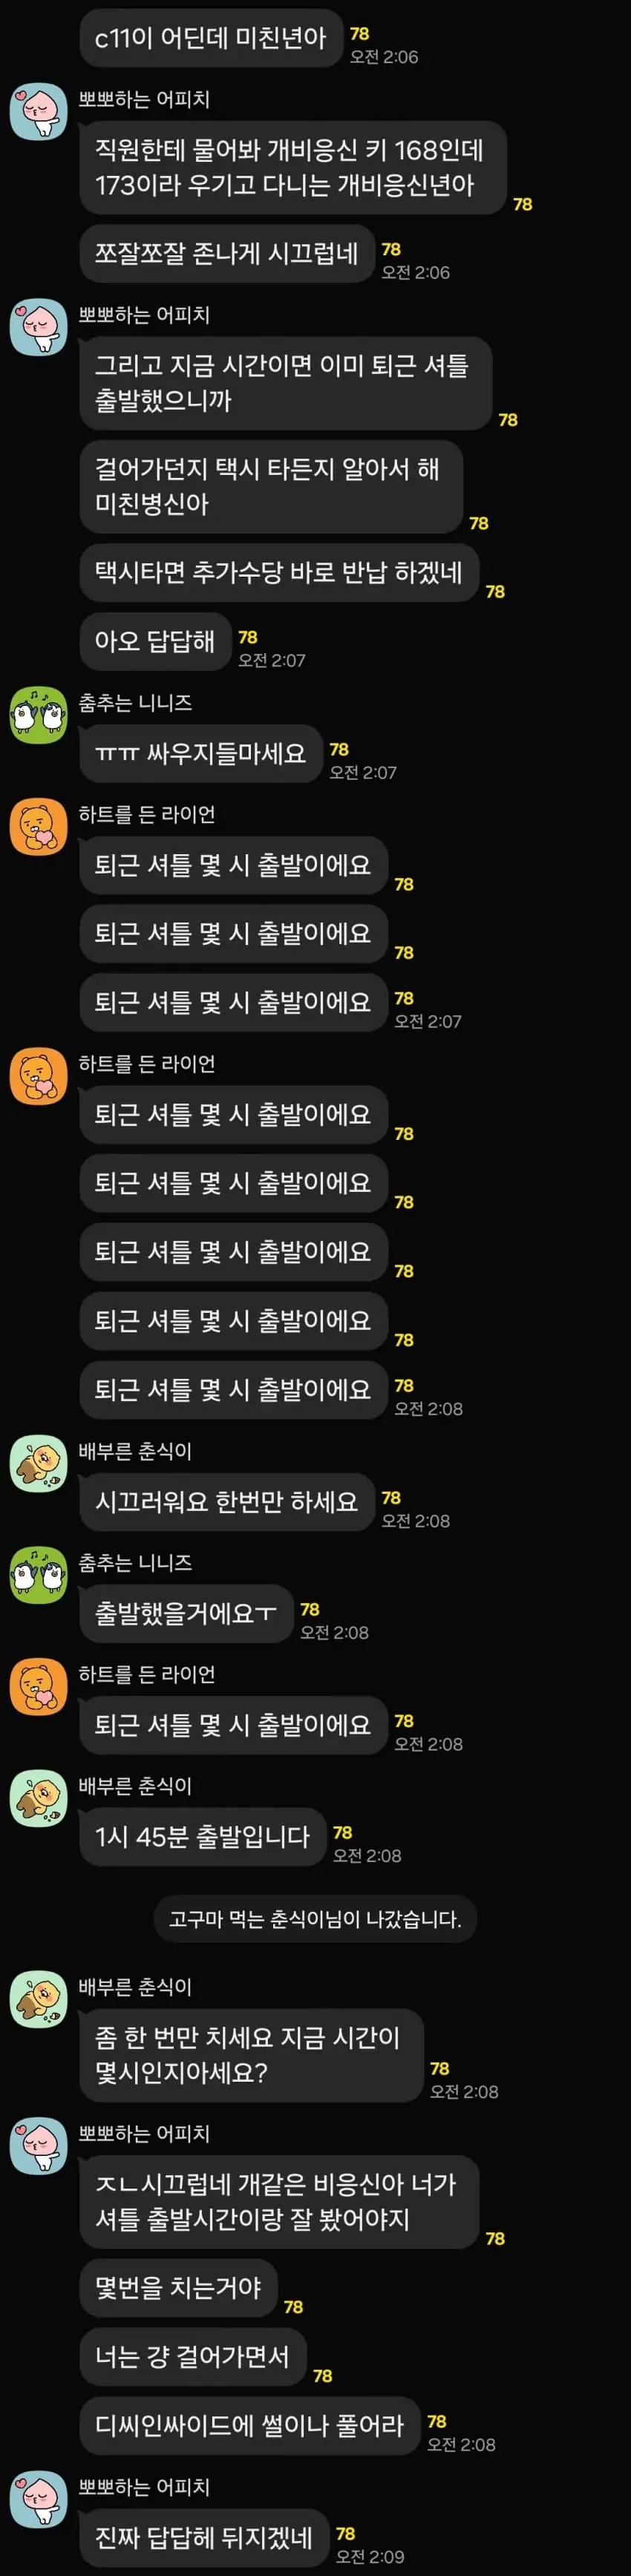 c11이 어딘데 미친년아
78
오전 2:06
뽀뽀하는 어피치
직원한테 물어봐 개비응신 키 168인데
173이라 우기고 다니는 개비응신년아
78
쪼잘쪼잘 존나게 시끄럽네
78
오전 2:06
뽀뽀하는 어피치
그리고 지금 시간이면 이미 퇴근 셔틀
출발했으니까
78
걸어가던지 택시 타든지 알아서 해
미친병신아
78
택시타면 추가수당 바로 반납 하겠네
78
아오 답답해
78
오전 2:07
춤추는 니니즈
ㅠㅠ 싸우지들마세요
78
오전 2:07
하트를 든 라이언
퇴근 셔틀 몇 시 출발이에요
78
퇴근 셔틀 몇 시 출발이에요
78
퇴근 셔틀 몇 시 출발이에요
78
오전 2:07
하트를 든 라이언
퇴근 셔틀 몇 시 출발이에요
78
퇴근 셔틀 몇 시 출발이에요
78
퇴근 셔틀 몇 시 출발이에요
78
퇴근 셔틀 몇 시 출발이에요
78
퇴근 셔틀 몇 시 출발이에요
78
오전 2:08
배부른 춘식이
시끄러워요 한번만 하세요
78
오전 2:08
춤추는 니니즈
출발했을거에요ㅜ
78
오전 2:08
하트를 든 라이언
퇴근 셔틀 몇 시 출발이에요
78
오전 2:08
배부른 춘식이
1시 45분 출발입니다
78
오전 2:08
고구마 먹는 춘식이님이 나갔습니다.
배부른 춘식이
좀 한 번만 치세요 지금 시간이
몇시인지아세요?
78
오전 2:08
뽀뽀하는 어피치
ㅈㄴ시끄럽네 개같은 비응신아 너가
셔틀 출발시간이랑 잘 봤어야지
78
몇번을 치는거야
78
너는 걍 걸어가면서
78
디씨인싸이드에 썰이나 풀어라
78
오전 2:08
뽀뽀하는 어피치
진짜 답답헤 뒤지겠네
78
오전 2:09